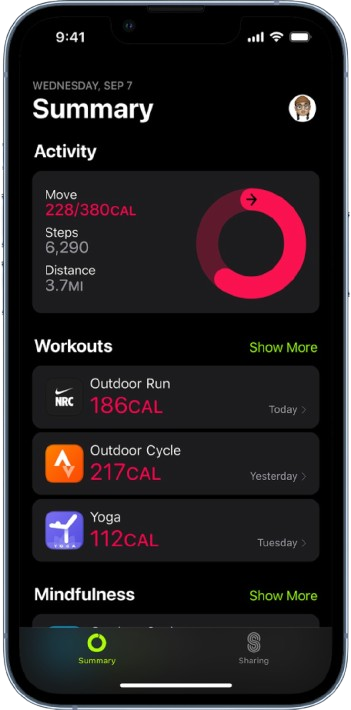 9:41
WEDNESDAY, SEP 7
Summary
Activity
Move
228/380CAL
Steps
6,290
Distance
3.7MI
Workouts Show More
NRC
Outdoor Run
186CAL
Today
Outdoor Cycle
217CAL
Yesterday
YOGA
Yoga
112CAL
Tuesday
Mindfulness Show More
Summary Sharing